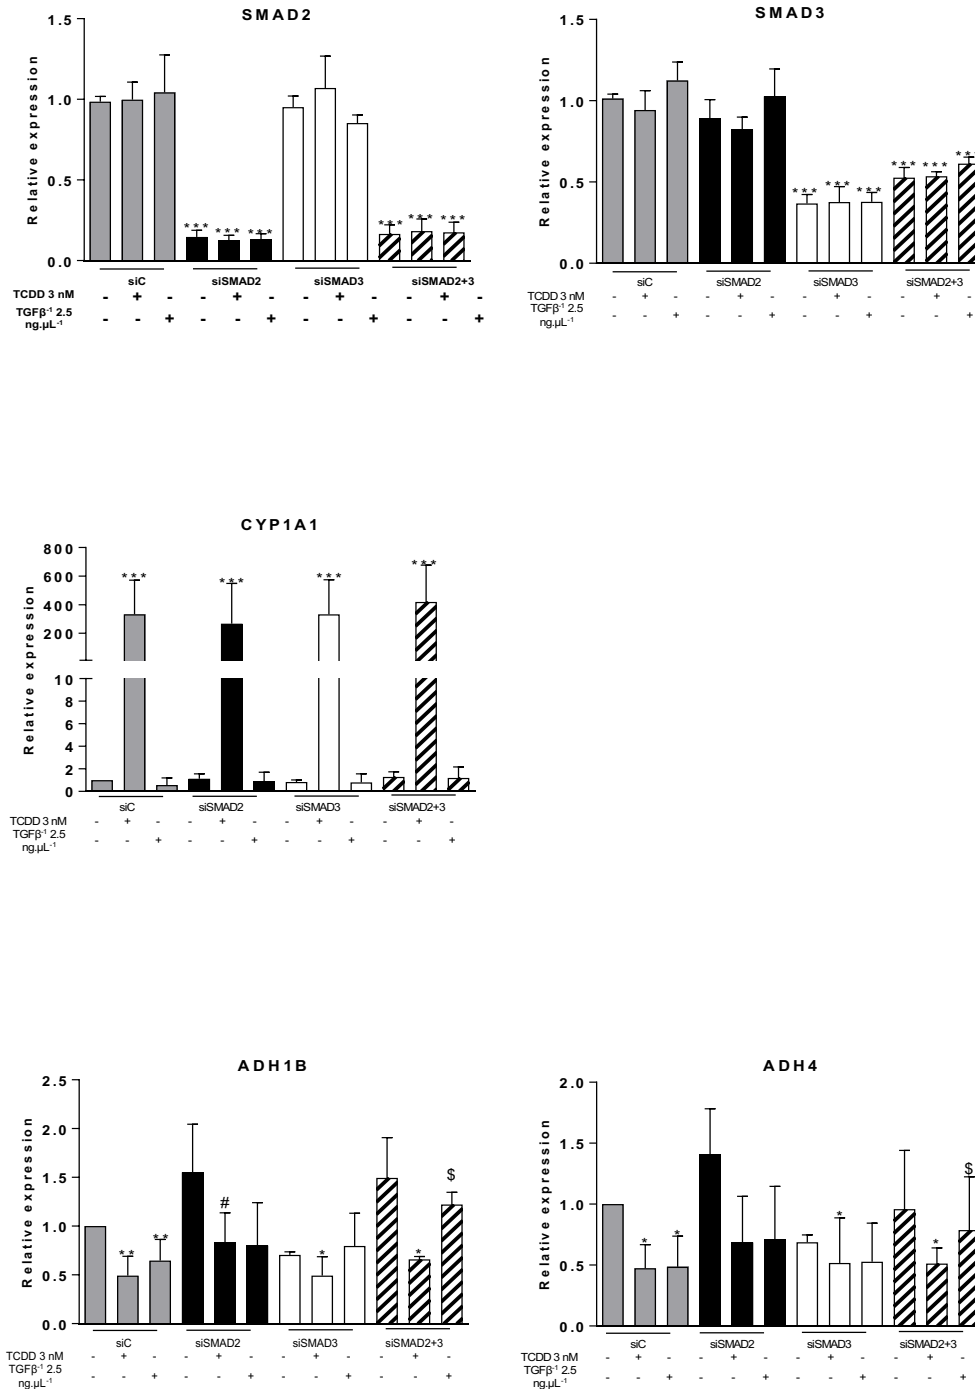 SMAD2
Relative expression
1.5
1.0
0.5
0.0
*** *** *** *** *** ***
siC siSMAD2 siSMAD3 siSMAD2+3
TCDD 3 nM - + - - + - - + - - + -
TGFβ-1 2.5 ng.µL-1 - - + - - + - - + - - +
SMAD3
Relative expression
1.5
1.0
0.5
0.0
*** *** *** *** *** ***
siC siSMAD2 siSMAD3 siSMAD2+3
TCDD 3 nM - + - - + - - + - - + -
TGFβ-1 2.5 ng.µL-1 - - + - - + - - + - - +
CYP1A1
Relative expression
800
600
400
200
10
8
6
4
2
0
*** *** *** ***
siC siSMAD2 siSMAD3 siSMAD2+3
TCDD 3 nM - + - - + - - + - - + -
TGFβ-1 2.5 ng.µL-1 - - + - - + - - + - - +
ADH1B
Relative expression
2.5
2.0
1.5
1.0
0.5
0.0
** ** # * * $
siC siSMAD2 siSMAD3 siSMAD2+3
TCDD 3 nM - + - - + - - + - - + -
TGFβ-1 2.5 ng.µL-1 - - + - - + - - + - - +
ADH4
Relative expression
2.0
1.5
1.0
0.5
0.0
* * * * $
siC siSMAD2 siSMAD3 siSMAD2+3
TCDD 3 nM - + - - + - - + - - + -
TGFβ-1 2.5 ng.µL-1 - - + - - + - - + - - +